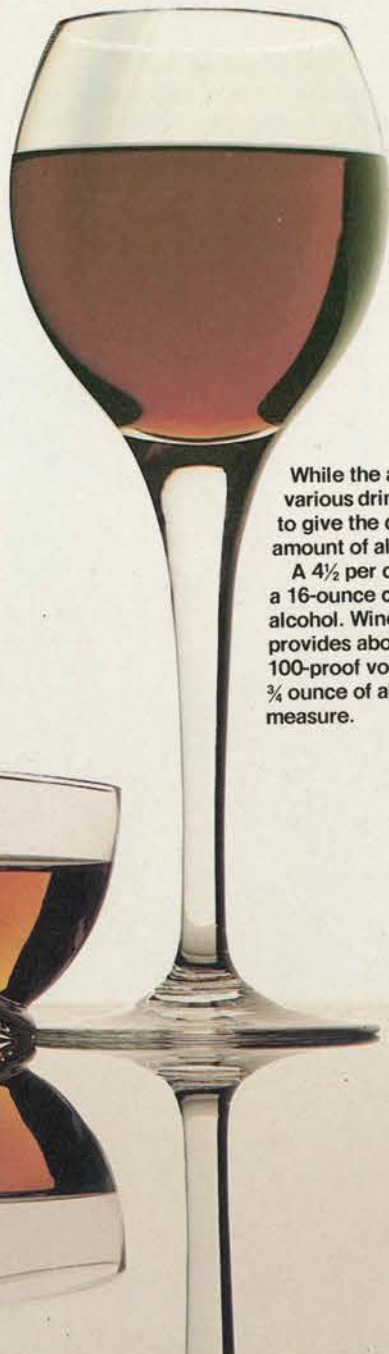 While the a
various drin
to give the c
amount of al
A 4½ per c
a 16-ounce c
alcohol. Wine
provides abo
100-proof vo
¾ ounce of al
measure.